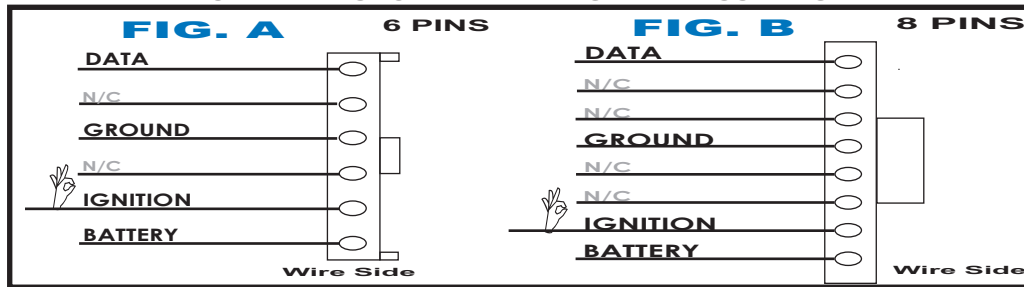 FIG. A
6 PINS
DATA
N/C
GROUND
N/C
IGNITION
BATTERY
Wire Side
FIG. B
8 PINS
DATA
N/C
N/C
GROUND
N/C
N/C
IGNITION
BATTERY
Wire Side